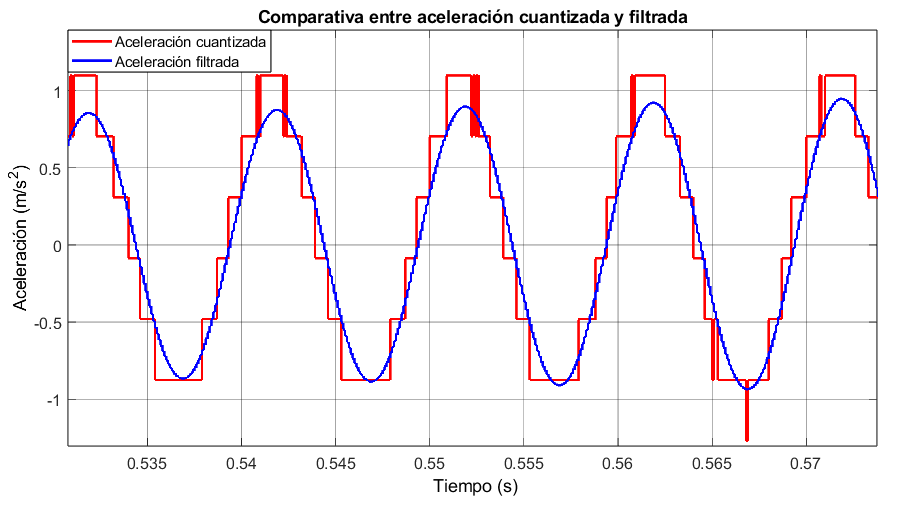 Comparativa entre aceleración cuantizada y filtrada
Aceleración cuantizada
Aceleración filtrada
Aceleración (m/s²)
1
0.5
0
-0.5
-1
0.535 0.54 0.545 0.55 0.555 0.56 0.565 0.57
Tiempo (s)